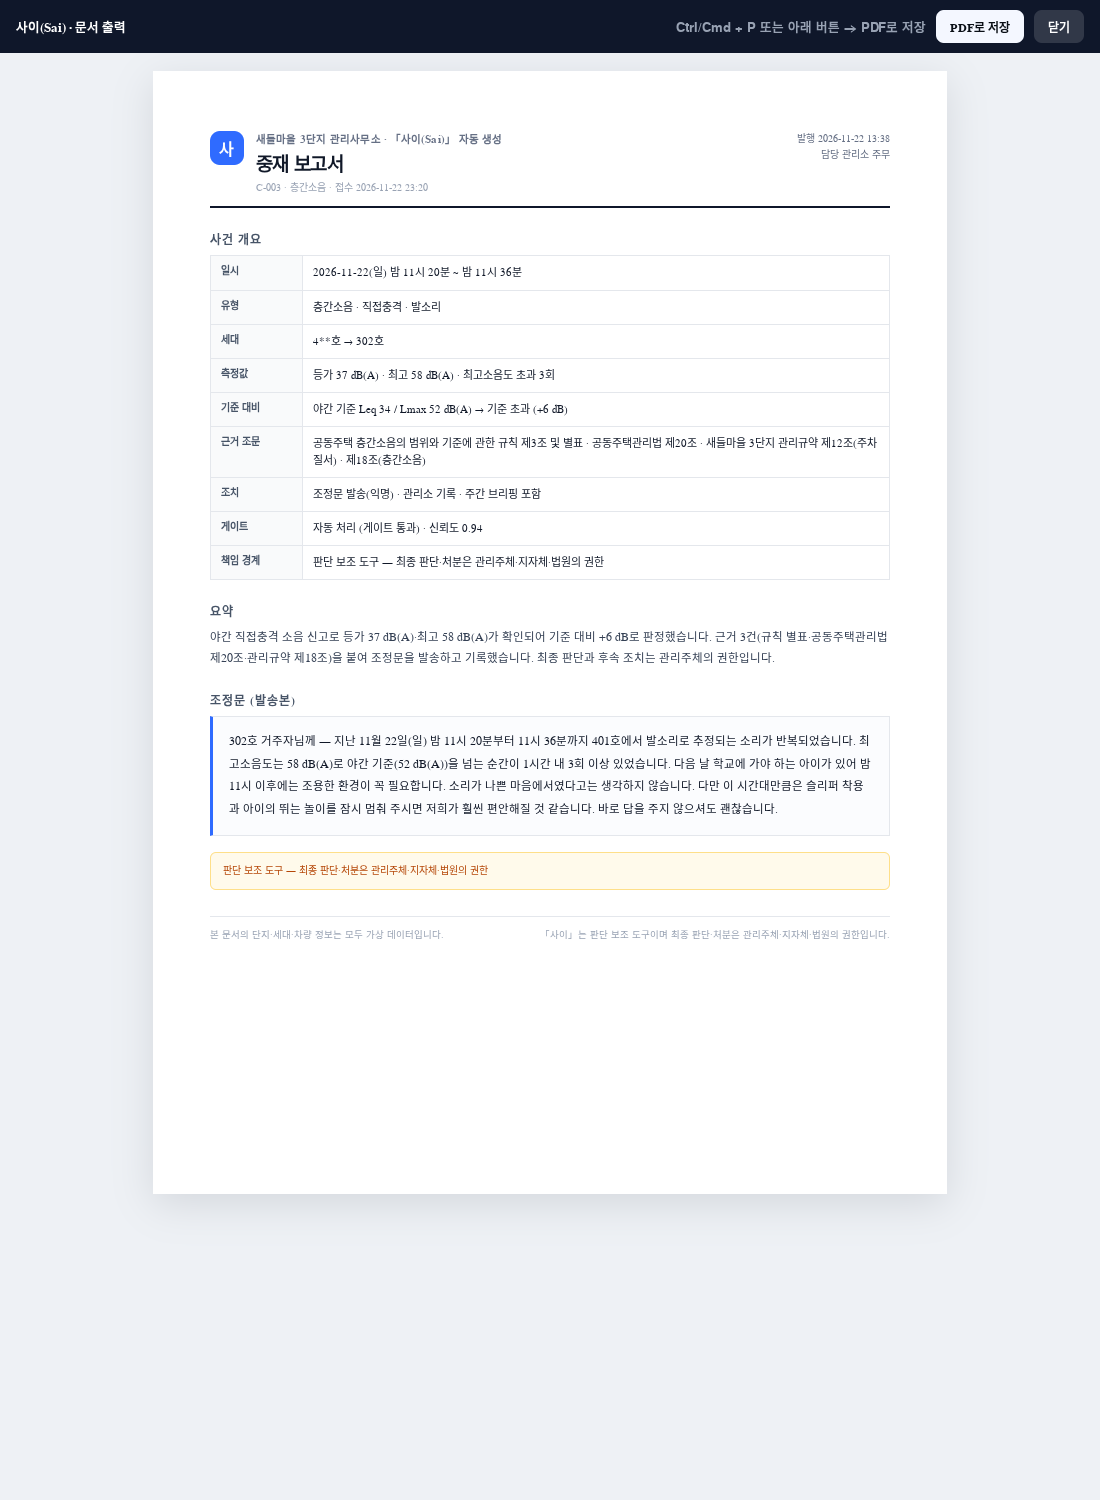 사이(Sai) · 문서 출력
Ctrl/Cmd + P 또는 아래 버튼 → PDF로 저장
PDF로 저장
닫기
사
새들마을 3단지 관리사무소 · 「사이(Sai)」 자동 생성
중재 보고서
C-003 · 층간소음 · 접수 2026-11-22 23:20
발행 2026-11-22 13:38
담당 관리소 주무
사건 개요
일시 2026-11-22(일) 밤 11시 20분 ~ 밤 11시 36분
유형 층간소음 · 직접충격 · 발소리
세대 4**호 → 302호
측정값 등가 37 dB(A) · 최고 58 dB(A) · 최고소음도 초과 3회
기준 대비 야간 기준 Leq 34 / Lmax 52 dB(A) → 기준 초과 (+6 dB)
근거 조문 공동주택 층간소음의 범위와 기준에 관한 규칙 제3조 및 별표 · 공동주택관리법 제20조 · 새들마을 3단지 관리규약 제12조(주차
질서) · 제18조(층간소음)
조치 조정문 발송(익명) · 관리소 기록 · 주간 브리핑 포함
게이트 자동 처리 (게이트 통과) · 신뢰도 0.94
책임 경계 판단 보조 도구 — 최종 판단·처분은 관리주체·지자체·법원의 권한
요약
야간 직접충격 소음 신고로 등가 37 dB(A)·최고 58 dB(A)가 확인되어 기준 대비 +6 dB로 판정했습니다. 근거 3건(규칙 별표·공동주택관리법
제20조·관리규약 제18조)을 붙여 조정문을 발송하고 기록했습니다. 최종 판단과 후속 조치는 관리주체의 권한입니다.
조정문 (발송본)
302호 거주자님께 — 지난 11월 22일(일) 밤 11시 20분부터 11시 36분까지 401호에서 발소리로 추정되는 소리가 반복되었습니다. 최
고소음도는 58 dB(A)로 야간 기준(52 dB(A))을 넘는 순간이 1시간 내 3회 이상 있었습니다. 다음 날 학교에 가야 하는 아이가 있어 밤
11시 이후에는 조용한 환경이 꼭 필요합니다. 소리가 나쁜 마음에서였다고는 생각하지 않습니다. 다만 이 시간대만큼은 슬리퍼 착용
과 아이의 뛰는 놀이를 잠시 멈춰 주시면 저희가 훨씬 편안해질 것 같습니다. 바로 답을 주지 않으셔도 괜찮습니다.
판단 보조 도구 — 최종 판단·처분은 관리주체·지자체·법원의 권한
본 문서의 단지·세대·차량 정보는 모두 가상 데이터입니다.
「사이」는 판단 보조 도구이며 최종 판단·처분은 관리주체·지자체·법원의 권한입니다.